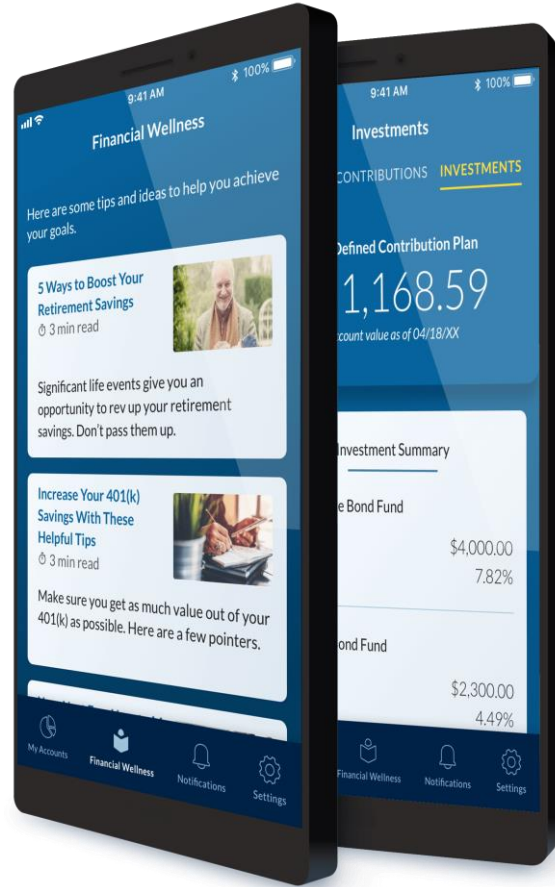 9:41 AM
100%
Financial Wellness
Here are some tips and ideas to help you achieve
your goals.
5 Ways to Boost Your
Retirement Savings
3 min read
Significant life events give you an
opportunity to rev up your retirement
savings. Don't pass them up.
Increase Your 401(k)
Savings With These
Helpful Tips
3 min read
Make sure you get as much value out of your
401(k) as possible. Here are a few pointers.
My Accounts
Financial Wellness
Notifications
Settings
9:41 AM
100%
Investments
CONTRIBUTIONS INVESTMENTS
Defined Contribution Plan
1,168.59
count value as of 04/18/XX
Investment Summary
e Bond Fund
$4,000.00
7.82%
ond Fund
$2,300.00
4.49%
Financial Wellness
Notifications
Settings